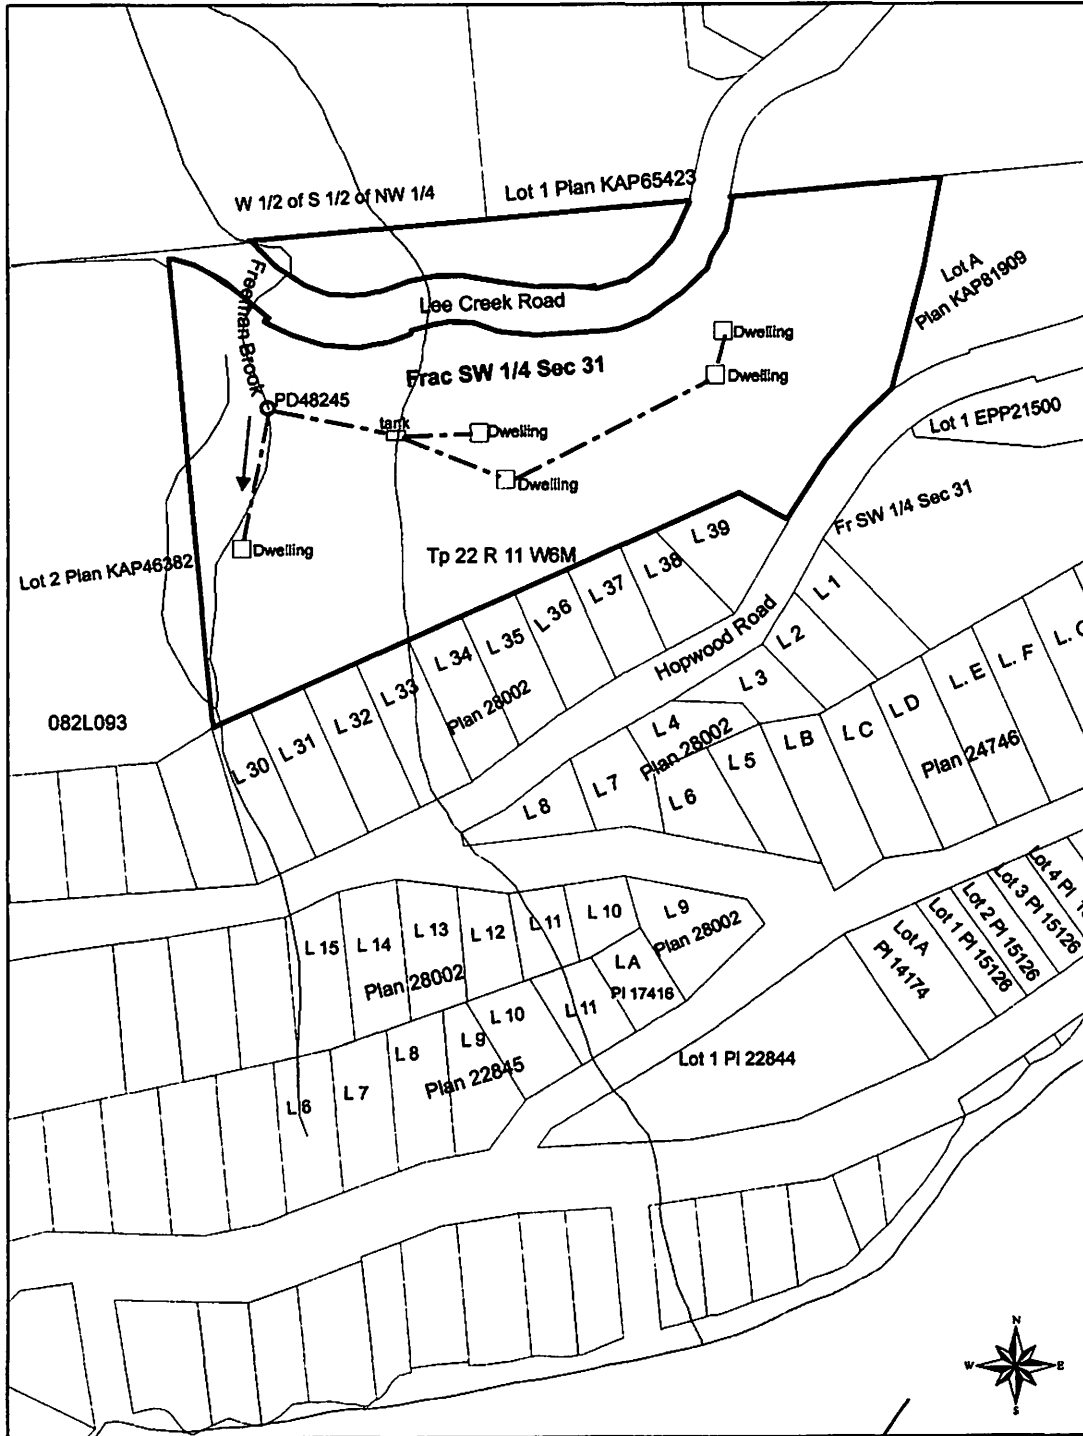 W 1/2 of S 1/2 of NW 1/4
Lot 1 Plan KAP65423
Lot A
Plan KAP81909
Freeman Brook
Lee Creek Road
Dwelling
Frac SW 1/4 Sec 31
Dwelling
PD48245
Lot 1 EPP21500
tank
Dwelling
Dwelling
Fr SW 1/4 Sec 31
Dwelling
Tp 22 R 11 W6M
Lot 2 Plan KAP46382
L 39
L 38
L 37
L 36
L 35
L 34
L 33
L 32
L 31
L 30
Plan 28002
Hopwood Road
L 1
L 2
L 3
L 4
Plan 28002
L 5
L 6
L 7
L 8
L B
L C
L D
L. E
L. F
Plan 24746
082L093
L 15
L 14
L 13
L 12
L 11
L 10
L 9
Plan 28002
Plan 28002
L A
Pl 17416
Lot A
Pl 14174
Lot 1 Pl 15126
Lot 2 Pl 15126
Lot 3 Pl 15126
Lot 4 Pl
L 11
L 10
L 9
L 8
L 7
L 6
Plan 22845
Lot 1 Pl 22844
N
W
E
S